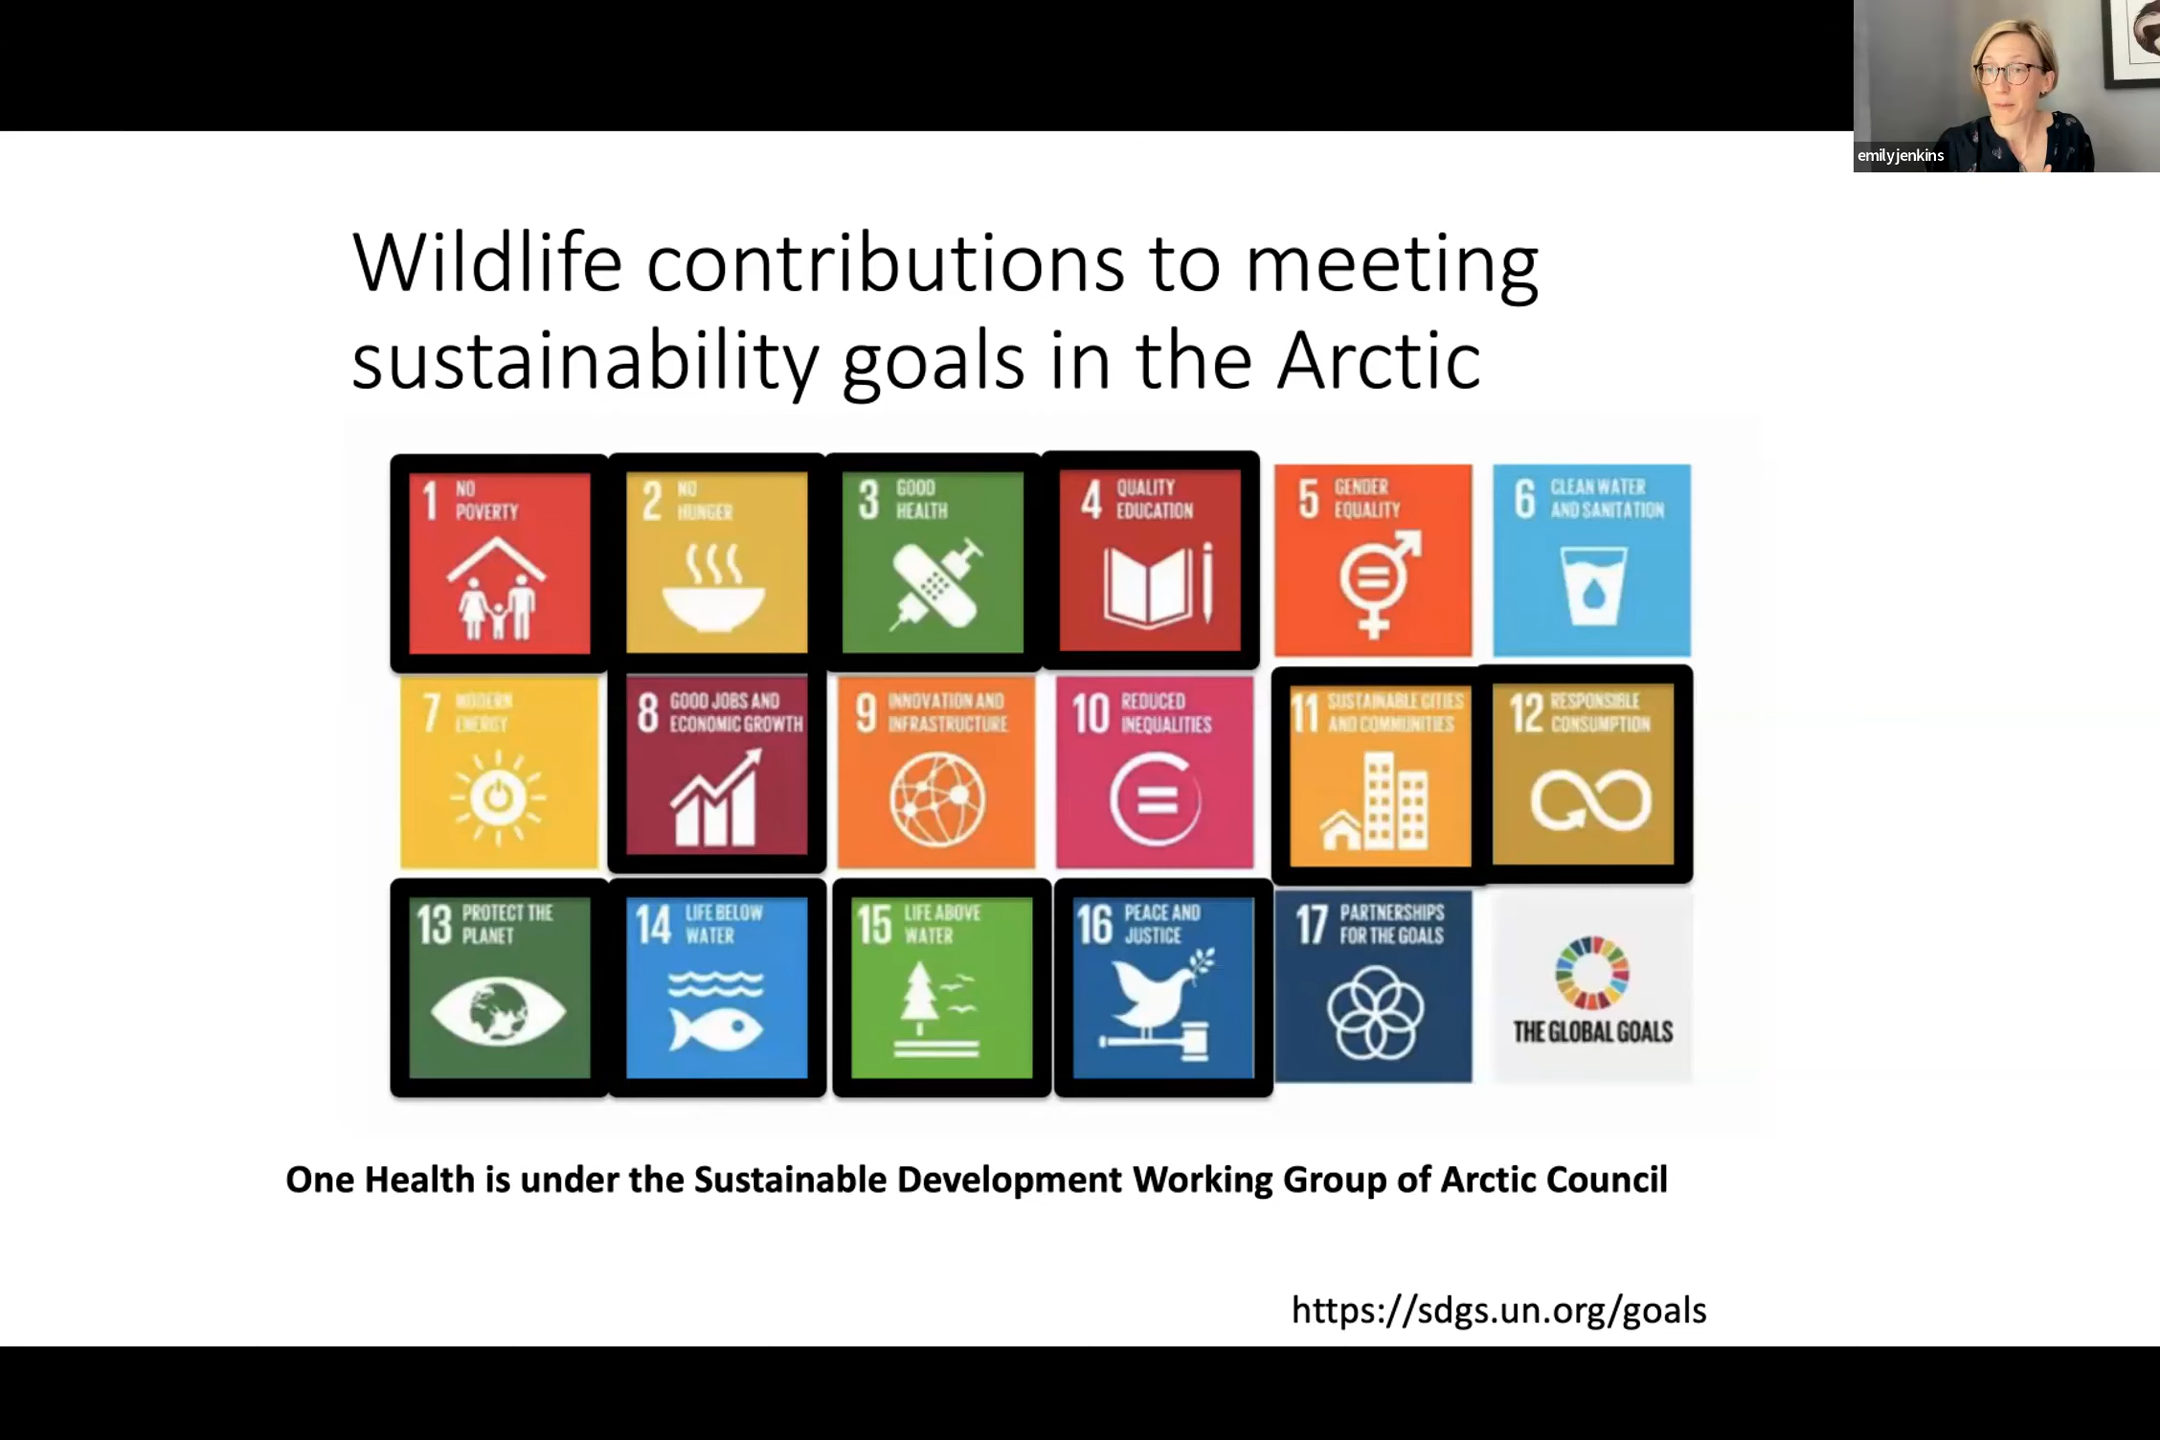 emily jenkins
Wildlife contributions to meeting
sustainability goals in the Arctic
1 NO
POVERTY
2 NO
HUNGER
3 GOOD
HEALTH
4 QUALITY
EDUCATION
5 GENDER
EQUALITY
6 CLEAN WATER
AND SANITATION
7 MODERN
ENERGY
8 GOOD JOBS AND
ECONOMIC GROWTH
9 INNOVATION AND
INFRASTRUCTURE
10 REDUCED
INEQUALITIES
11 SUSTAINABLE CITIES
AND COMMUNITIES
12 RESPONSIBLE
CONSUMPTION
13 PROTECT THE
PLANET
14 LIFE BELOW
WATER
15 LIFE ABOVE
WATER
16 PEACE AND
JUSTICE
17 PARTNERSHIPS
FOR THE GOALS
THE GLOBAL GOALS
One Health is under the Sustainable Development Working Group of Arctic Council
https://sdgs.un.org/goals